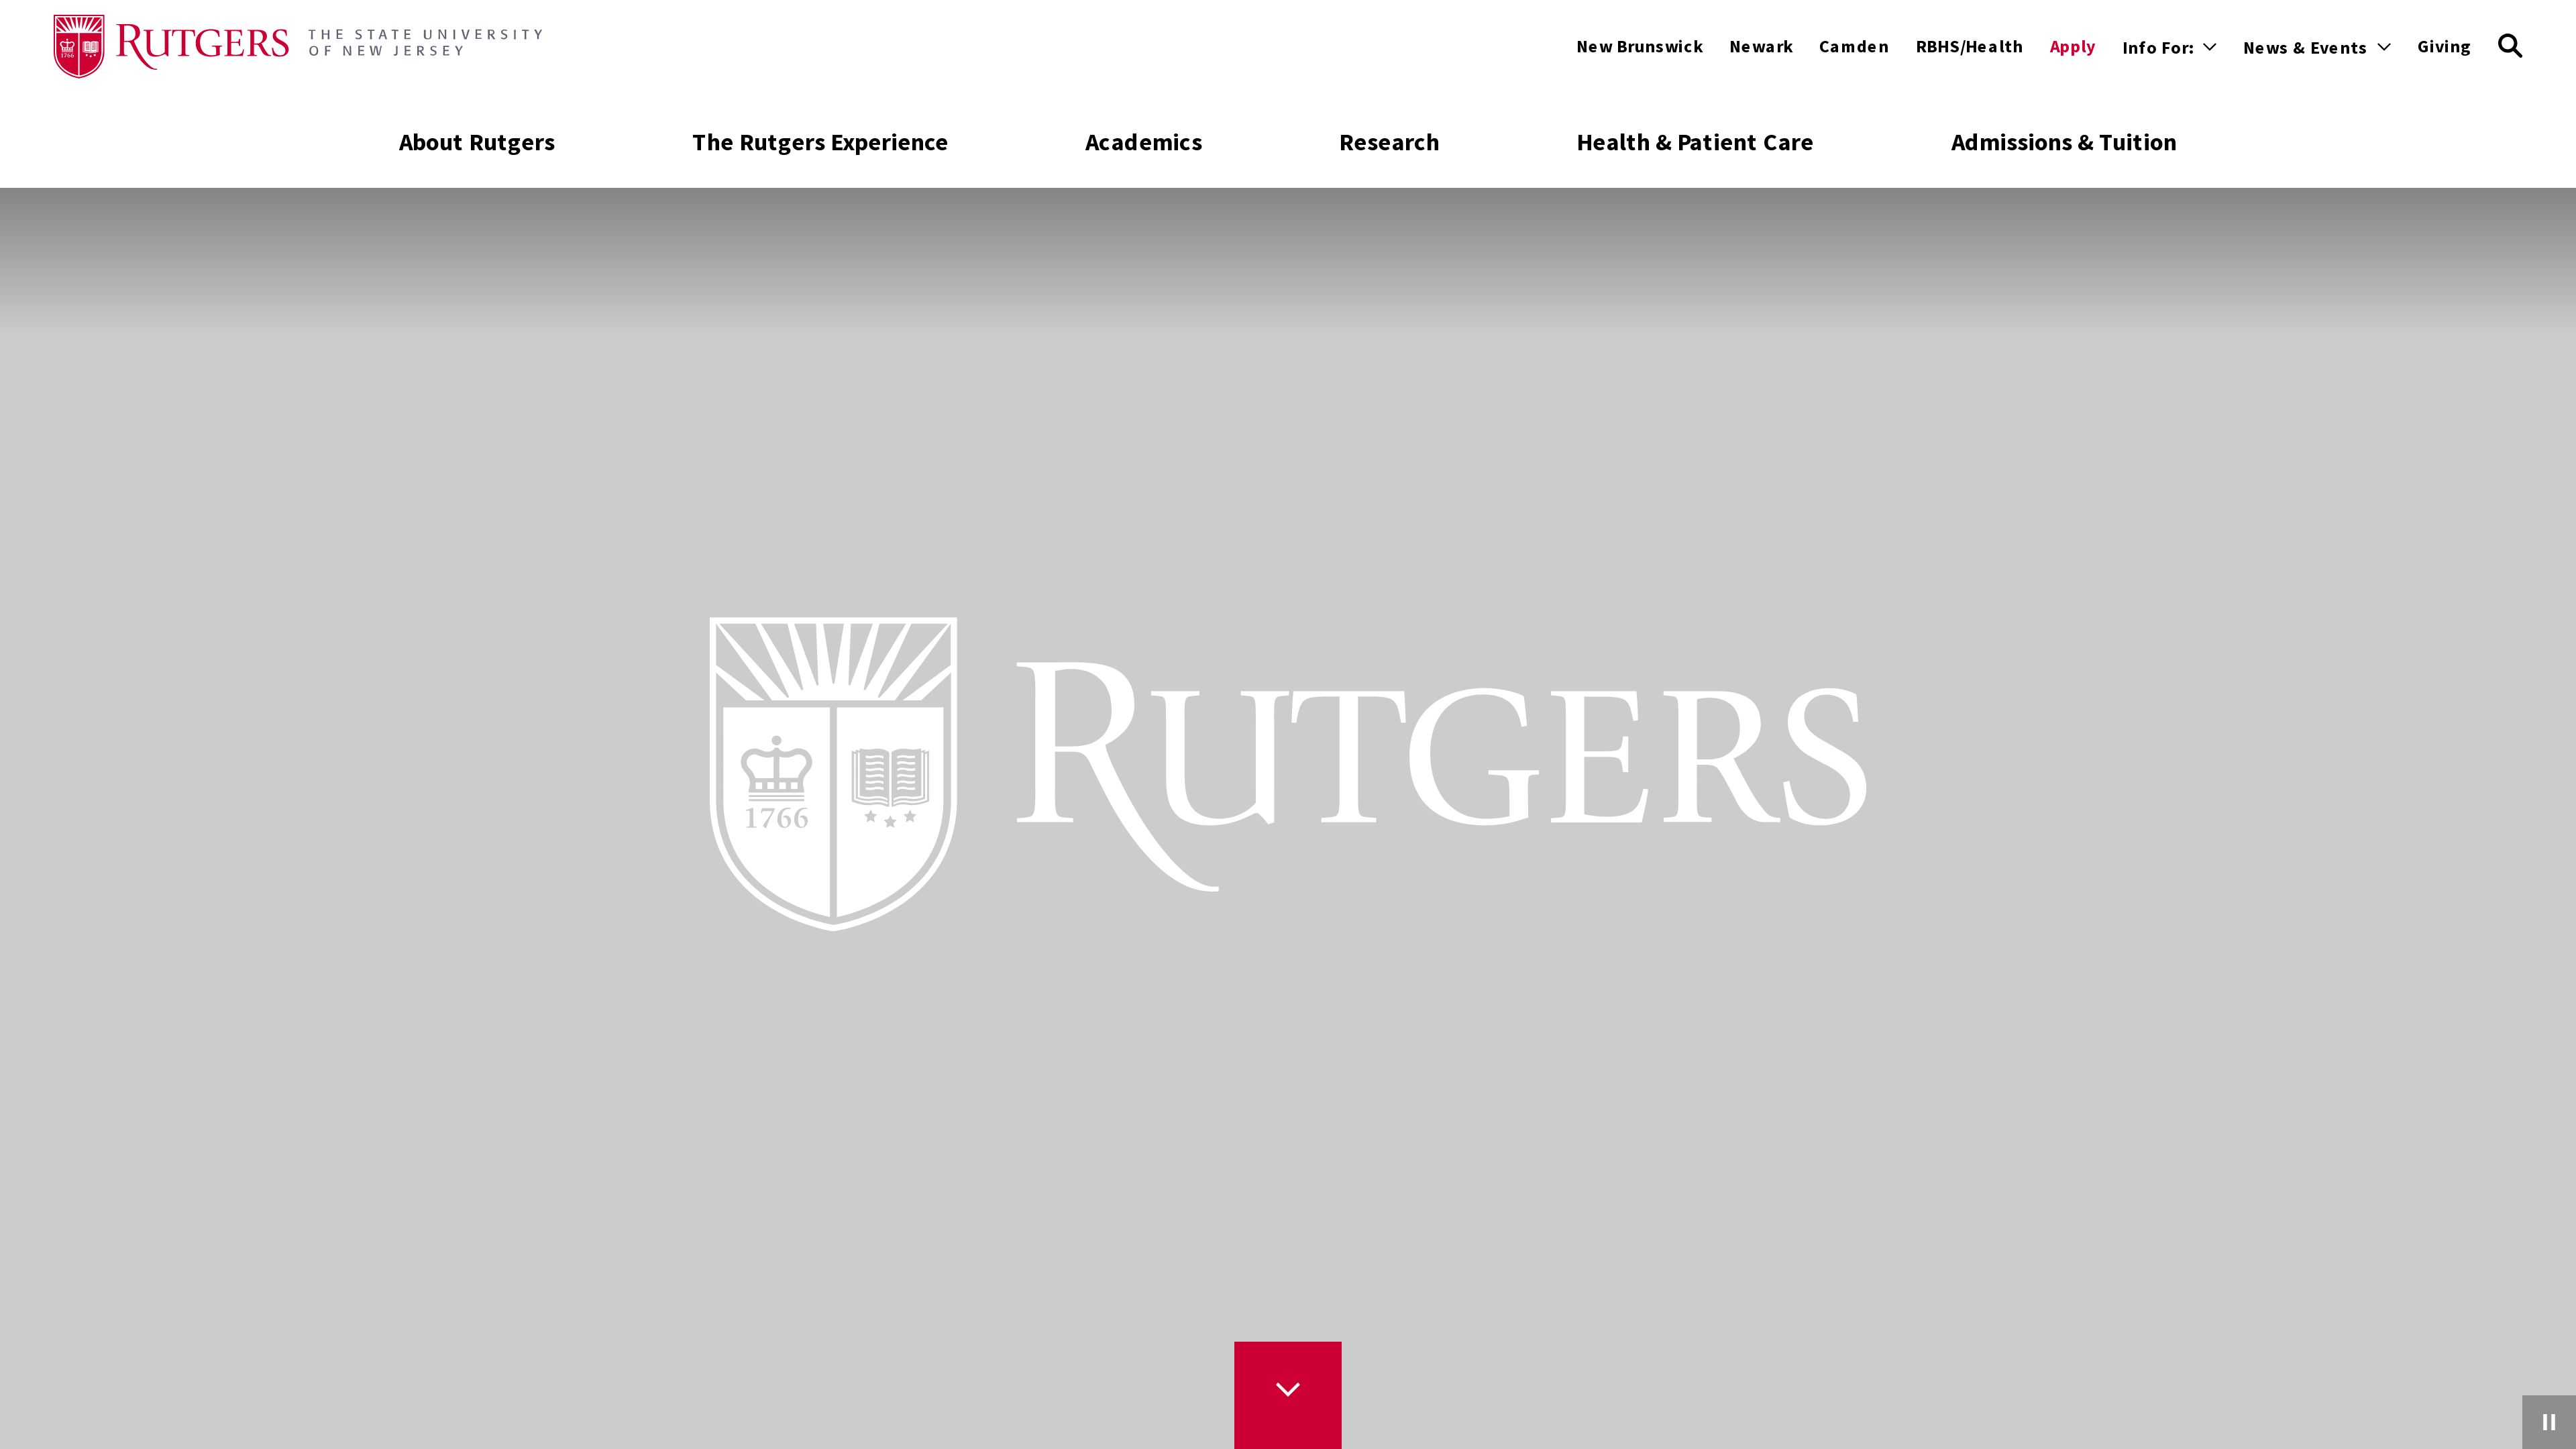 1766
RUTGERS
THE STATE UNIVERSITY
OF NEW JERSEY
New Brunswick
Newark
Camden
RBHS/Health
Apply
Info For:
News & Events
Giving
About Rutgers
The Rutgers Experience
Academics
Research
Health & Patient Care
Admissions & Tuition
1766
RUTGERS